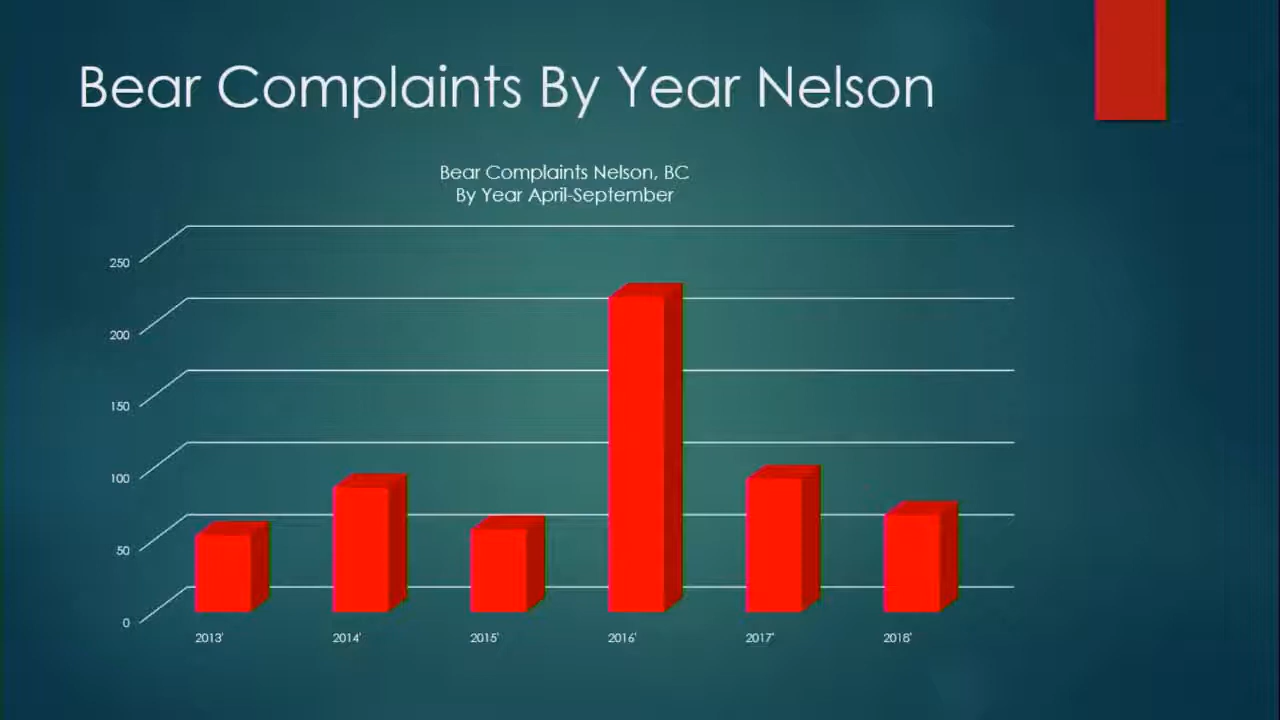 Bear Complaints By Year Nelson
Bear Complaints Nelson, BC
By Year April-September
250
200
150
100
50
0
2013' 2014' 2015' 2016' 2017' 2018'